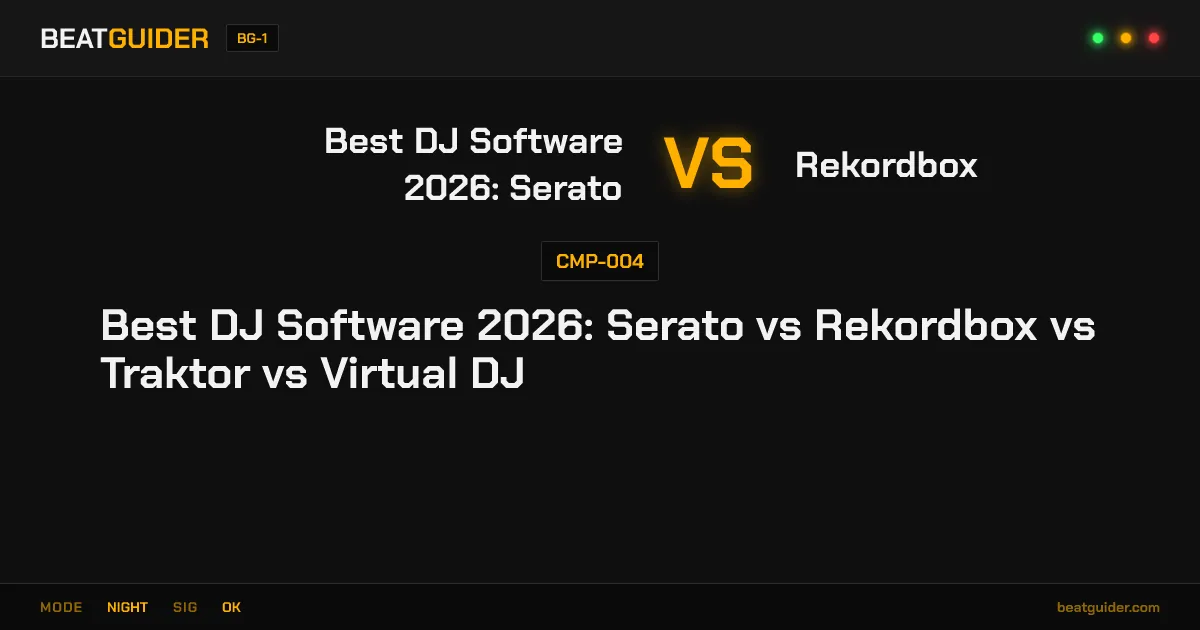 BEATGUIDER BG-1
Best DJ Software
2026: Serato
VS
Rekordbox
CMP-004
Best DJ Software 2026: Serato vs Rekordbox vs
Traktor vs Virtual DJ
MODE NIGHT SIG OK
beatguider.com